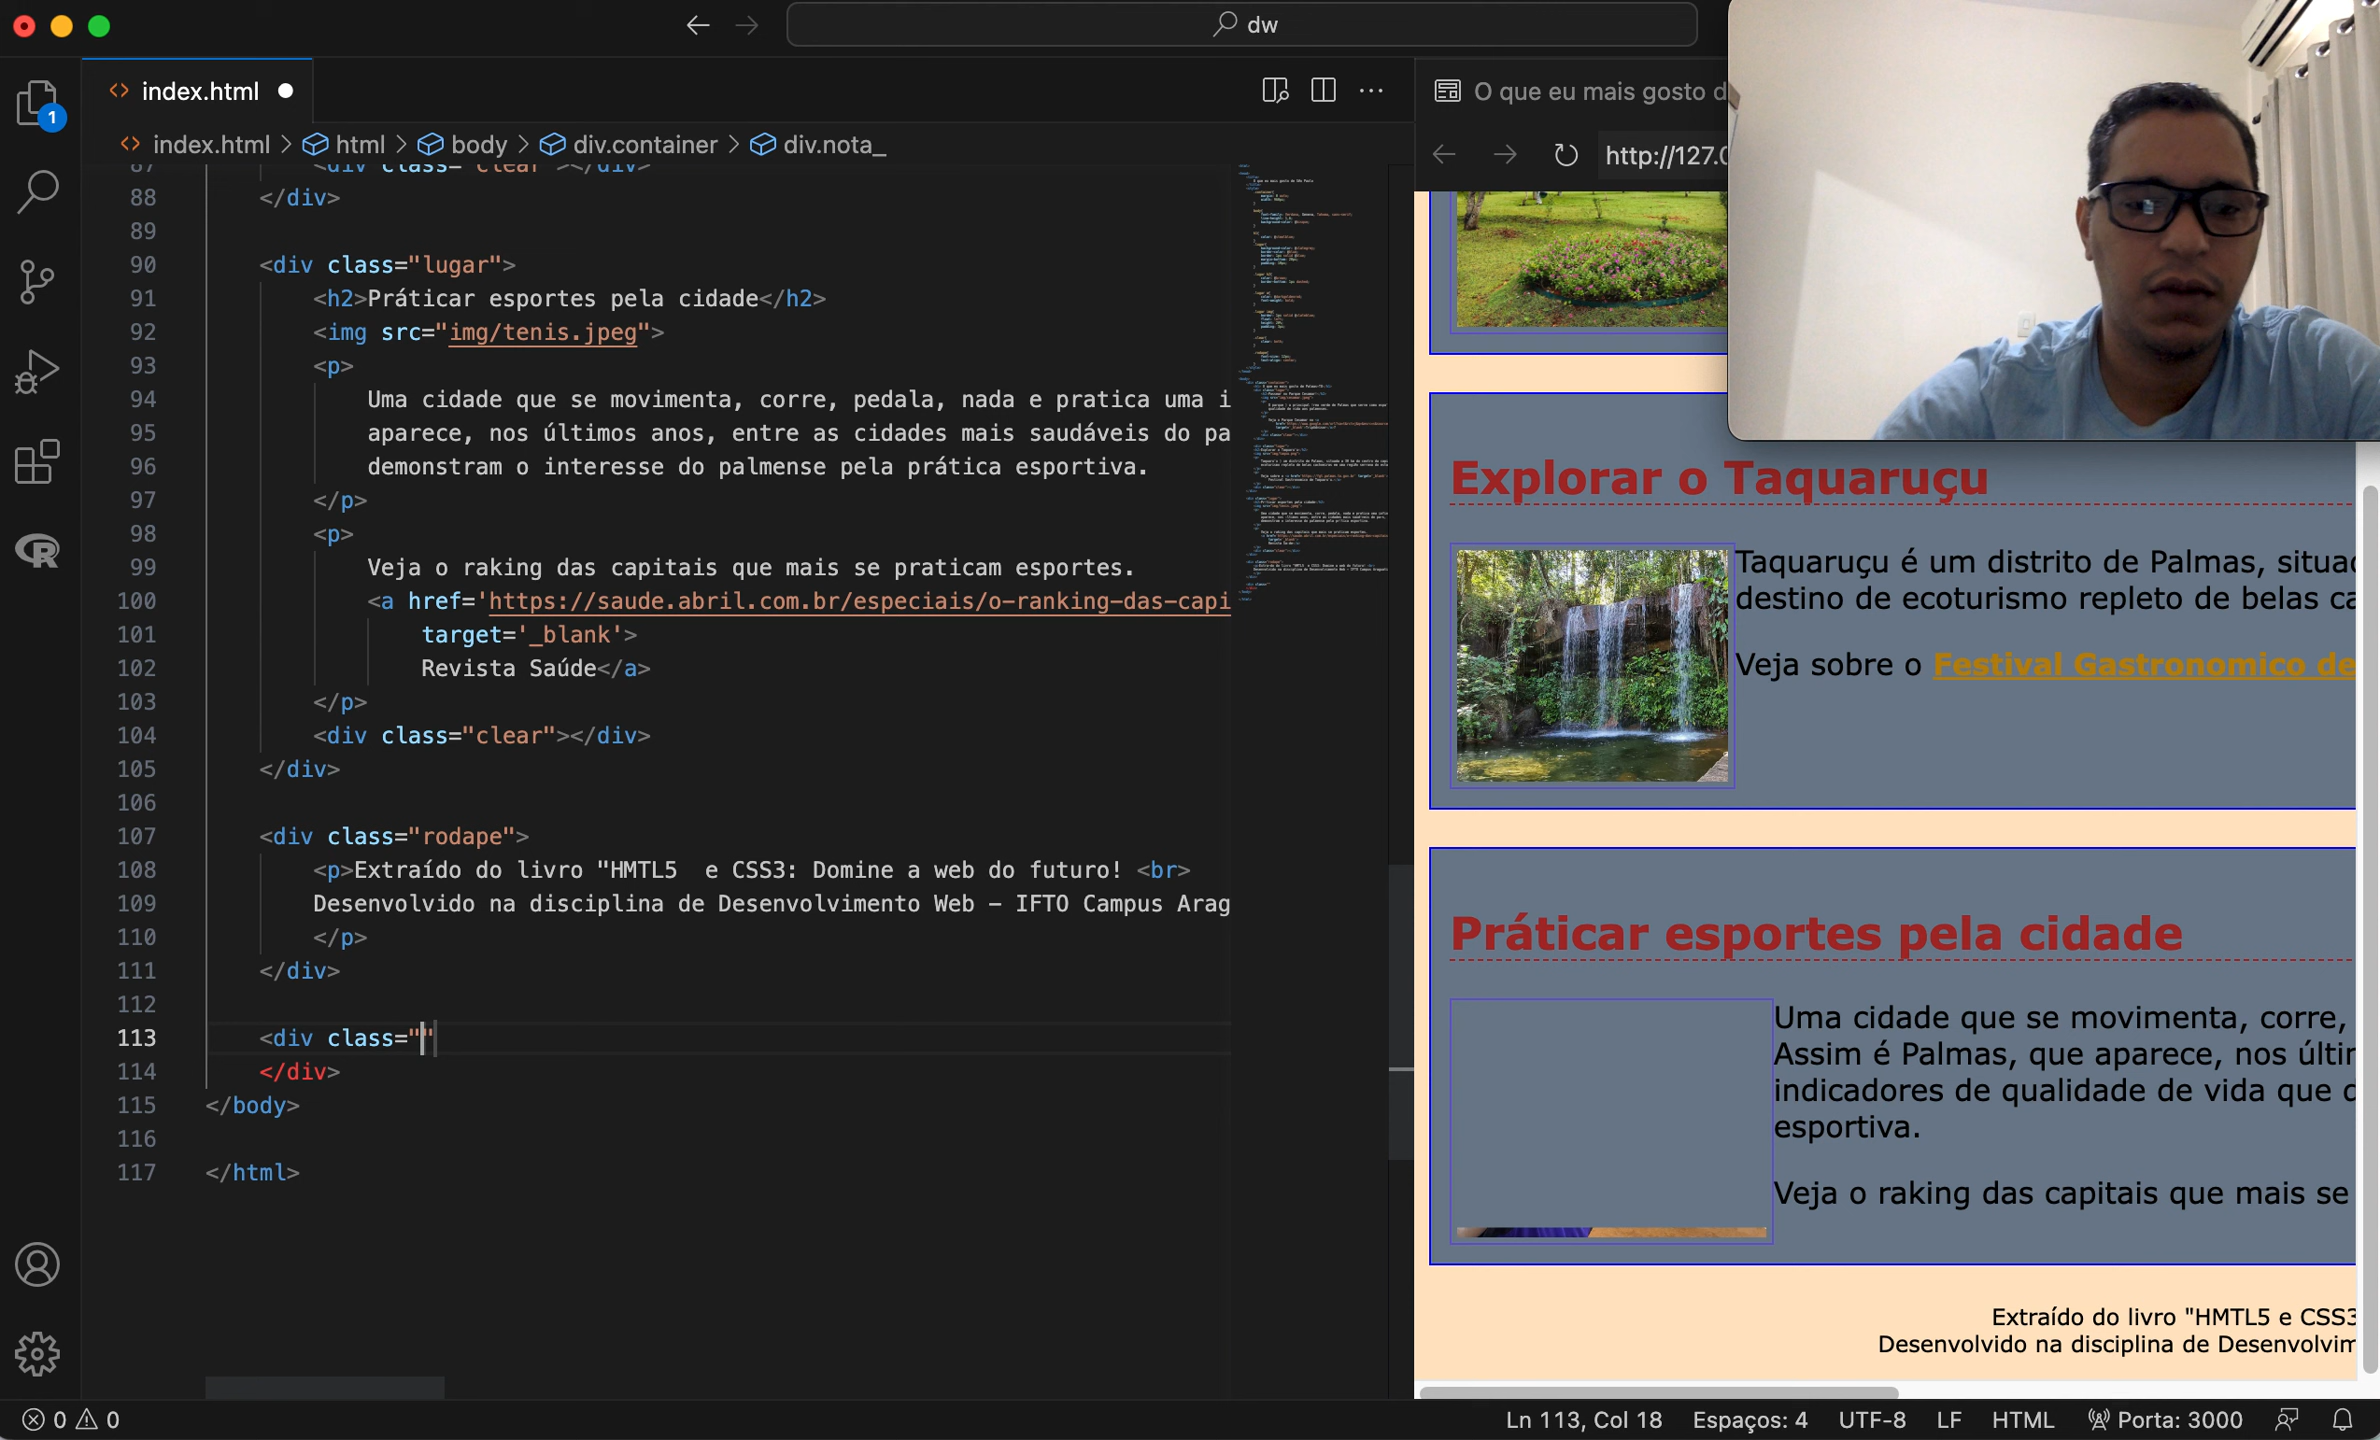 dw
index.html
O que eu mais gosto d
index.html > html > body > div.container > div.nota_
http://127.0
87 <div class="clear"></div>
88 </div>
89
90 <div class="lugar">
91 <h2>Práticar esportes pela cidade</h2>
92 <img src="img/tenis.jpeg">
93 <p>
94 Uma cidade que se movimenta, corre, pedala, nada e pratica uma i
95 aparece, nos últimos anos, entre as cidades mais saudáveis do pa
96 demonstram o interesse do palmense pela prática esportiva.
97 </p>
98 <p>
99 Veja o raking das capitais que mais se praticam esportes.
100 <a href='https://saude.abril.com.br/especiais/o-ranking-das-capi
101 target='_blank'>
102 Revista Saúde</a>
103 </p>
104 <div class="clear"></div>
105 </div>
106
107 <div class="rodape">
108 <p>Extraído do livro "HMTL5  e CSS3: Domine a web do futuro! <br>
109 Desenvolvido na disciplina de Desenvolvimento Web – IFTO Campus Arag
110 </p>
111 </div>
112
113 <div class=""
114 </div>
115 </body>
116
117 </html>
Explorar o Taquaruçu
Taquaruçu é um distrito de Palmas, situad
destino de ecoturismo repleto de belas ca
Veja sobre o Festival Gastronomico de
Práticar esportes pela cidade
Uma cidade que se movimenta, corre,
Assim é Palmas, que aparece, nos últir
indicadores de qualidade de vida que d
esportiva.
Veja o raking das capitais que mais se
Extraído do livro "HMTL5 e CSS3
Desenvolvido na disciplina de Desenvolvim
1
0 0
Ln 113, Col 18 Espaços: 4 UTF-8 LF HTML Porta: 3000